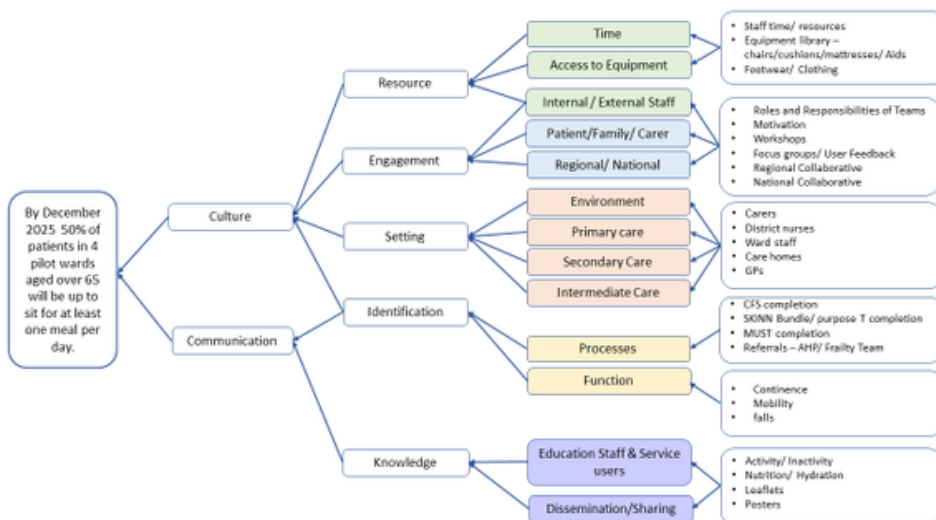 By December
2025 50% of
patients in 4
pilot wards
aged over 65
will be up to
sit for at least
one meal per
day.
Culture
Communication
Resource
Engagement
Setting
Identification
Knowledge
Time
Access to Equipment
Internal / External Staff
Patient/Family/ Carer
Regional/ National
Environment
Primary care
Secondary Care
Intermediate Care
Processes
Function
Education Staff & Service
users
Dissemination/Sharing
• Staff time/ resources
• Equipment library –
chairs/cushions/mattresses/ Aids
• Footwear/ Clothing
• Roles and Responsibilities of Teams
• Motivation
• Workshops
• Focus groups/ User Feedback
• Regional Collaborative
• National Collaborative
• Carers
• District nurses
• Ward staff
• Care homes
• GPs
• CFS completion
• SKINN Bundle/ purpose T completion
• MUST completion
• Referrals – AHP/ Frailty Team
• Continence
• Mobility
• falls
• Activity/ Inactivity
• Nutrition/ Hydration
• Leaflets
• Posters